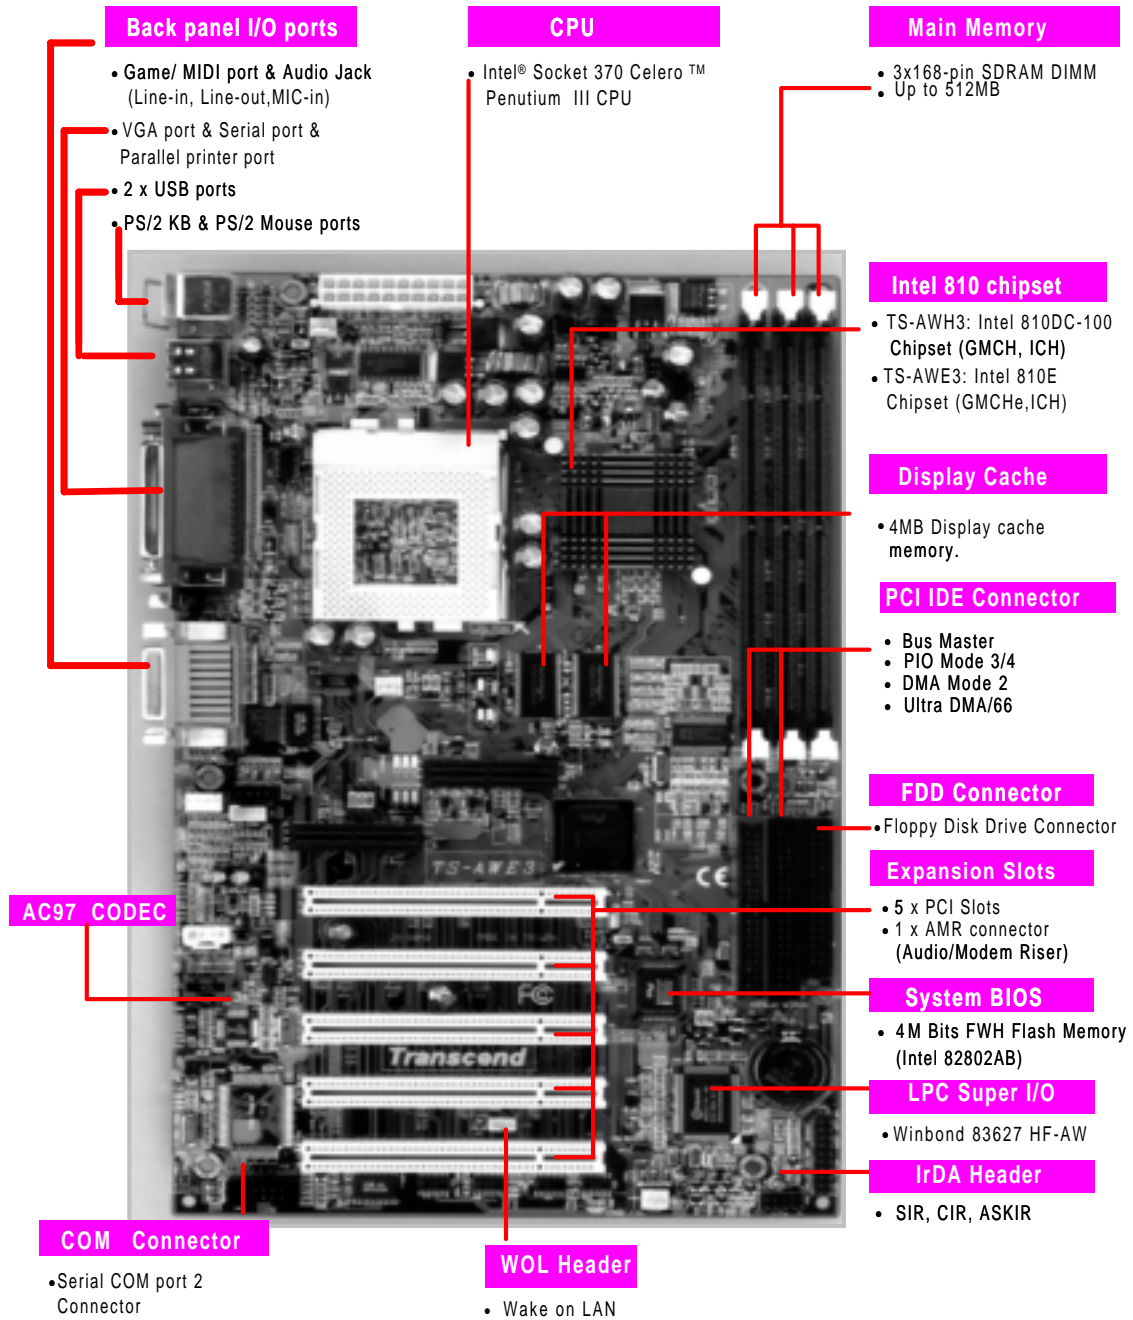 Back panel I/O ports
• Game/ MIDI port & Audio Jack
(Line-in, Line-out,MIC-in)
• VGA port & Serial port &
Parallel printer port
• 2 x USB ports
• PS/2 KB & PS/2 Mouse ports
CPU
• Intel® Socket 370 Celero TM
Penutium III CPU
Main Memory
• 3x168-pin SDRAM DIMM
• Up to 512MB
Intel 810 chipset
• TS-AWH3: Intel 810DC-100
Chipset (GMCH, ICH)
• TS-AWE3: Intel 810E
Chipset (GMCHe,ICH)
Display Cache
• 4MB Display cache
memory.
PCI IDE Connector
• Bus Master
• PIO Mode 3/4
• DMA Mode 2
• Ultra DMA/66
FDD Connector
• Floppy Disk Drive Connector
Expansion Slots
• 5 x PCI Slots
• 1 x AMR connector
(Audio/Modem Riser)
System BIOS
• 4M Bits FWH Flash Memory
(Intel 82802AB)
LPC Super I/O
• Winbond 83627 HF-AW
IrDA Header
• SIR, CIR, ASKIR
AC97 CODEC
COM Connector
• Serial COM port 2
Connector
WOL Header
• Wake on LAN
TS-AWE3
CE
FC
Transcend